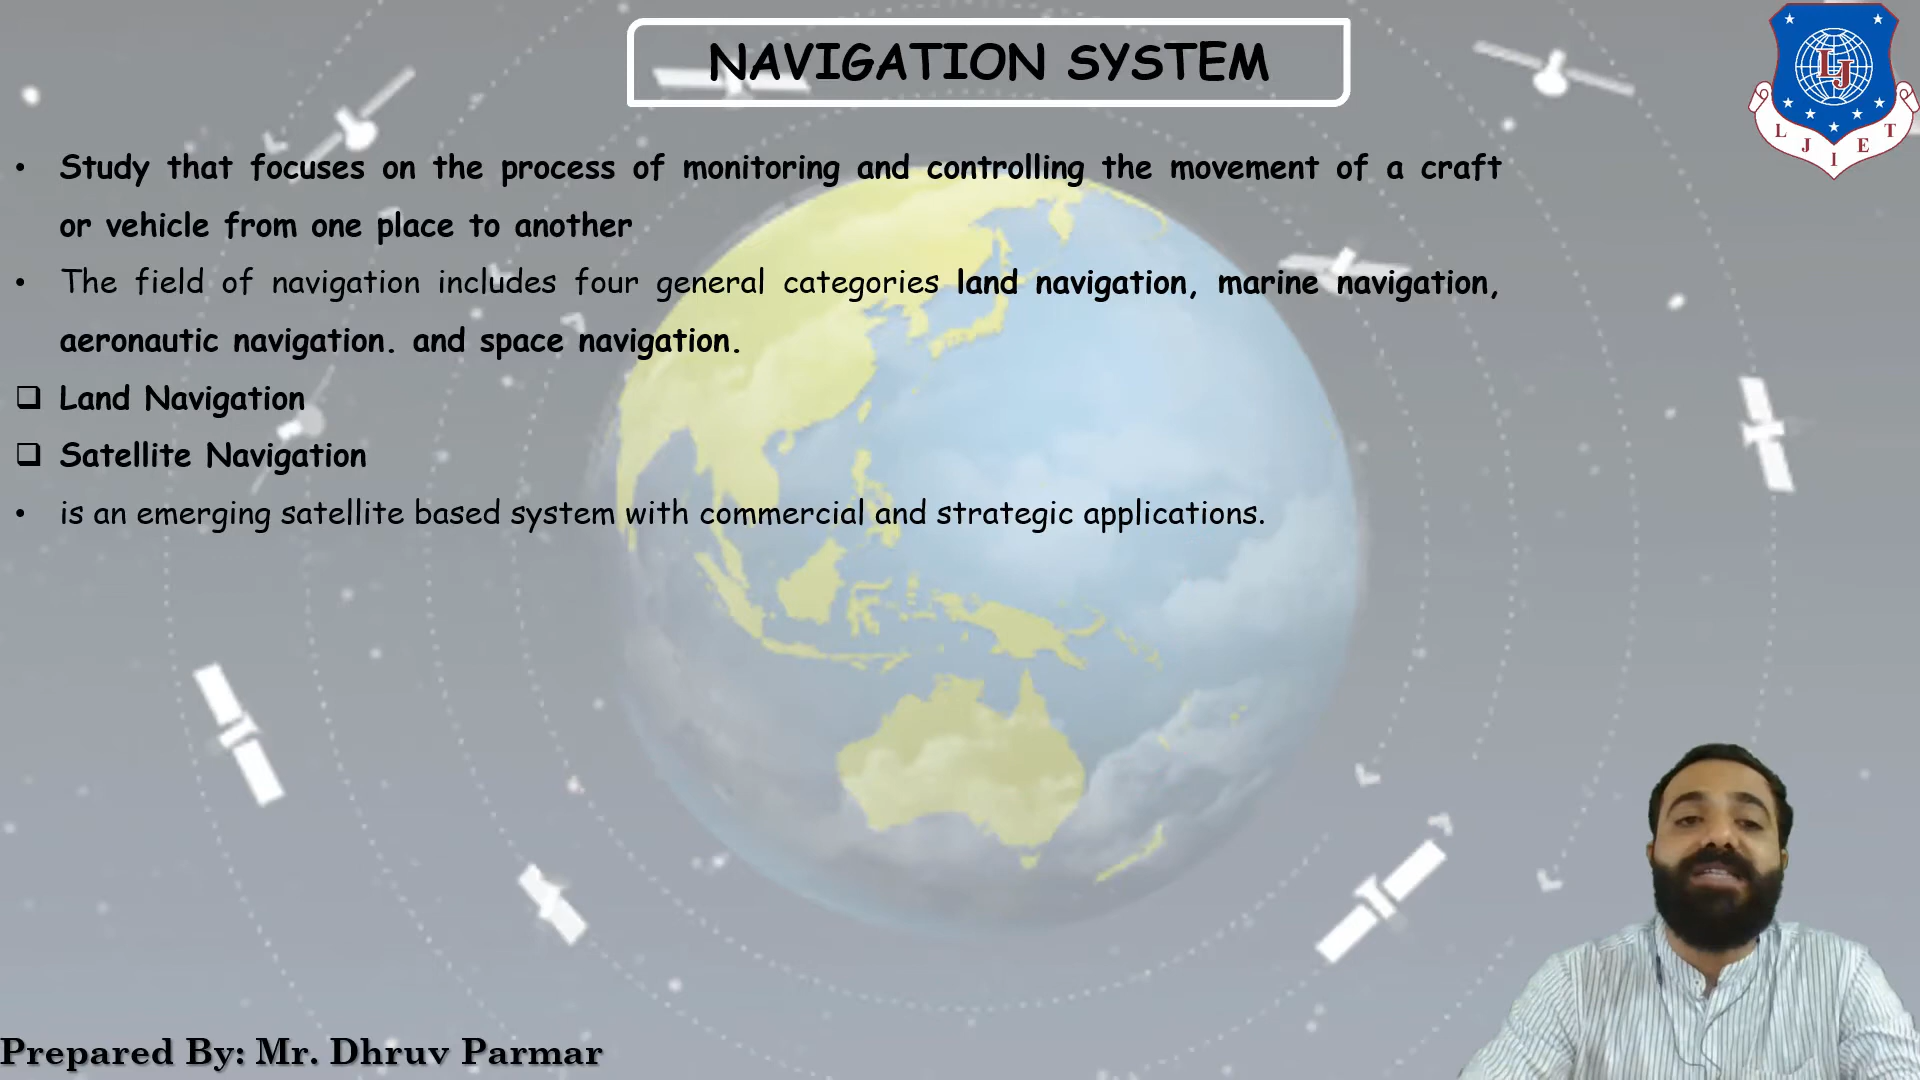 NAVIGATION SYSTEM
LJ
L J I E T
• Study that focuses on the process of monitoring and controlling the movement of a craft
or vehicle from one place to another
• The field of navigation includes four general categories land navigation, marine navigation,
aeronautic navigation. and space navigation.
❑ Land Navigation
❑ Satellite Navigation
• is an emerging satellite based system with commercial and strategic applications.
Prepared By: Mr. Dhruv Parmar